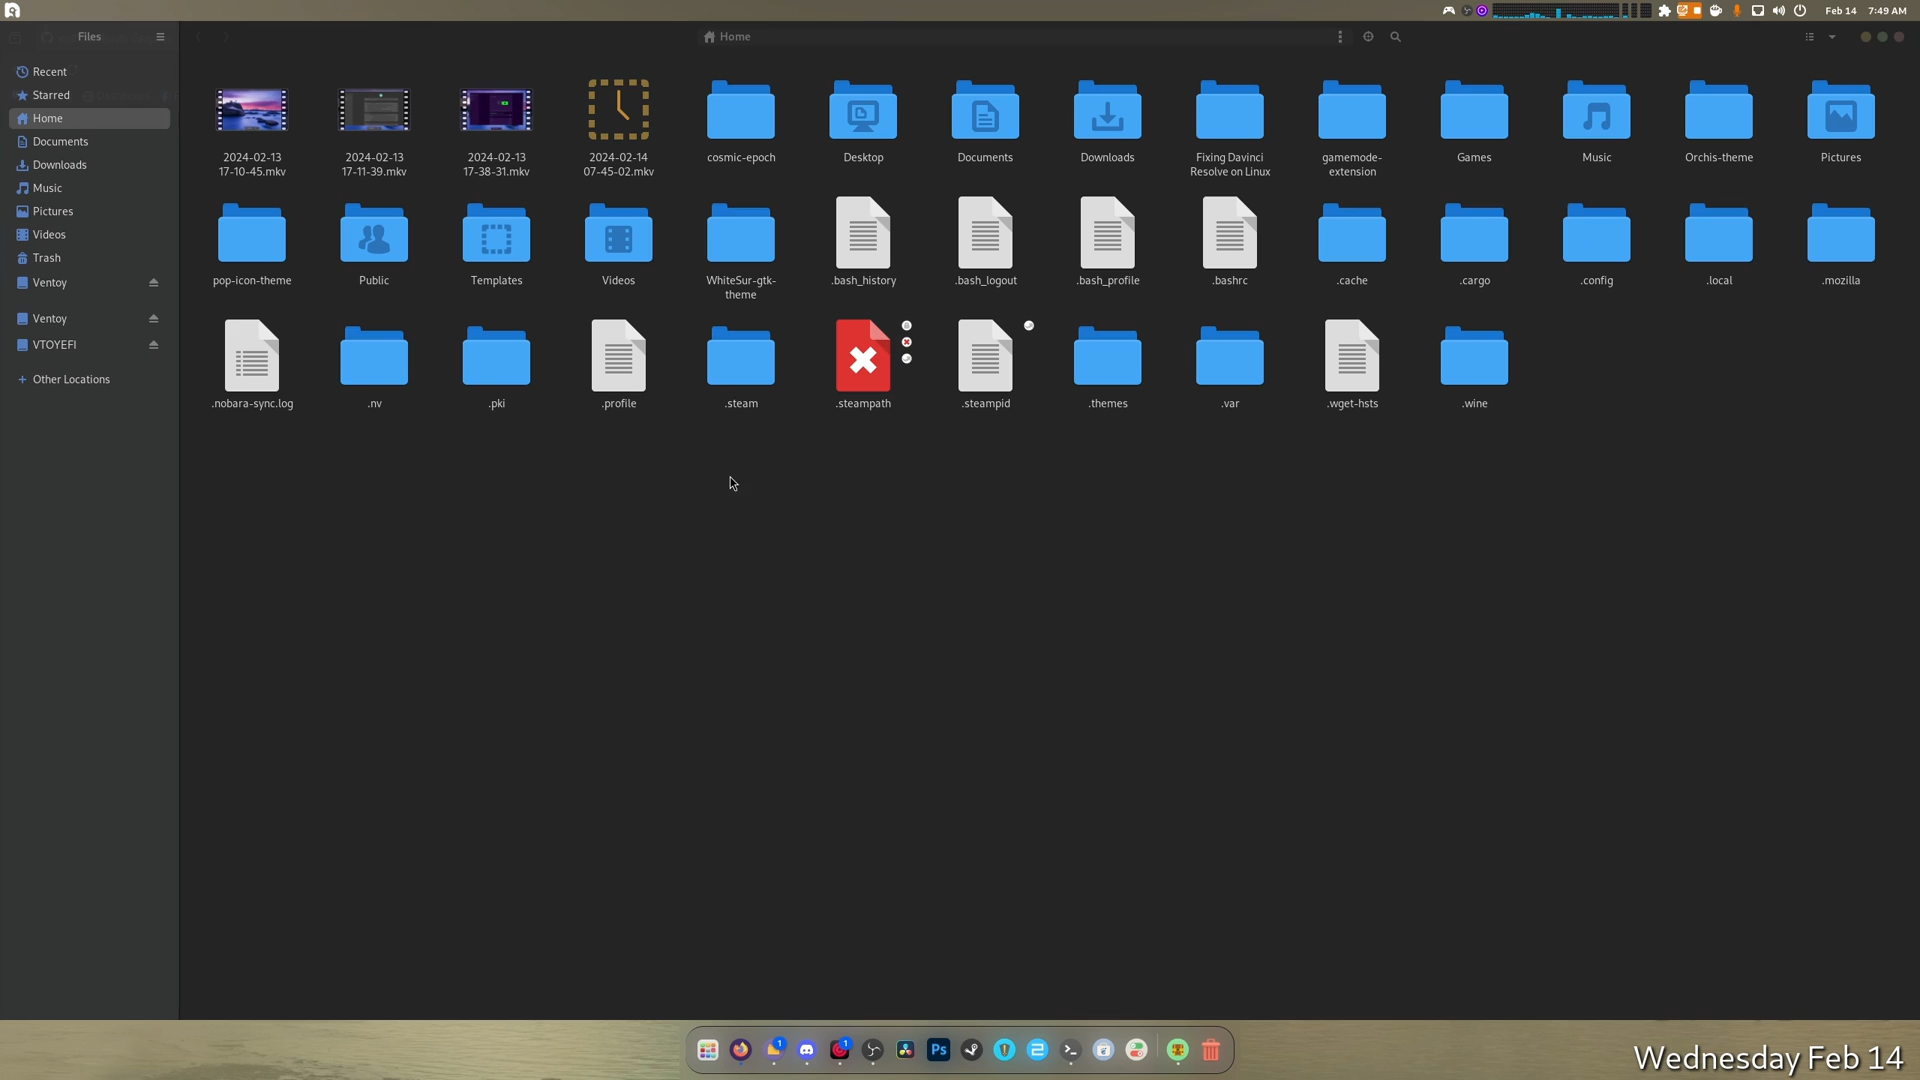 Feb 14 7:49 AM
Files
Home
Recent
Starred
Home
Documents
Downloads
Music
Pictures
Videos
Trash
Ventoy
Ventoy
VTOYEFI
Other Locations
2024-02-13
17-10-45.mkv
2024-02-13
17-11-39.mkv
2024-02-13
17-38-31.mkv
2024-02-14
07-45-02.mkv
cosmic-epoch
Desktop
Documents
Downloads
Fixing Davinci
Resolve on Linux
gamemode-
extension
Games
Music
Orchis-theme
Pictures
pop-icon-theme
Public
Templates
Videos
WhiteSur-gtk-
theme
.bash_history
.bash_logout
.bash_profile
.bashrc
.cache
.cargo
.config
.local
.mozilla
.nobara-sync.log
.nv
.pki
.profile
.steam
.steampath
.steampid
.themes
.var
.wget-hsts
.wine
1
1
Ps
Wednesday Feb 14